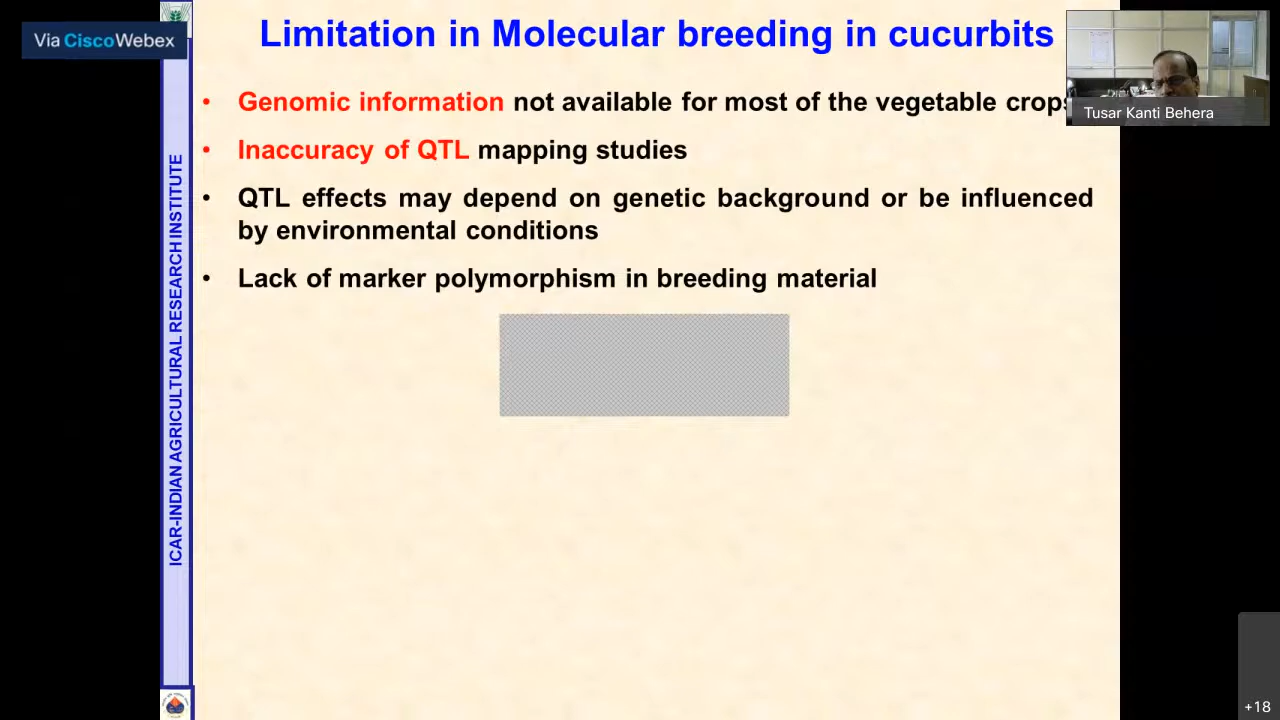 Via CiscoWebex
Limitation in Molecular breeding in cucurbits
Tusar Kanti Behera
• Genomic information not available for most of the vegetable crops
• Inaccuracy of QTL mapping studies
• QTL effects may depend on genetic background or be influenced
by environmental conditions
• Lack of marker polymorphism in breeding material
ICAR-INDIAN AGRICULTURAL RESEARCH INSTITUTE
+18